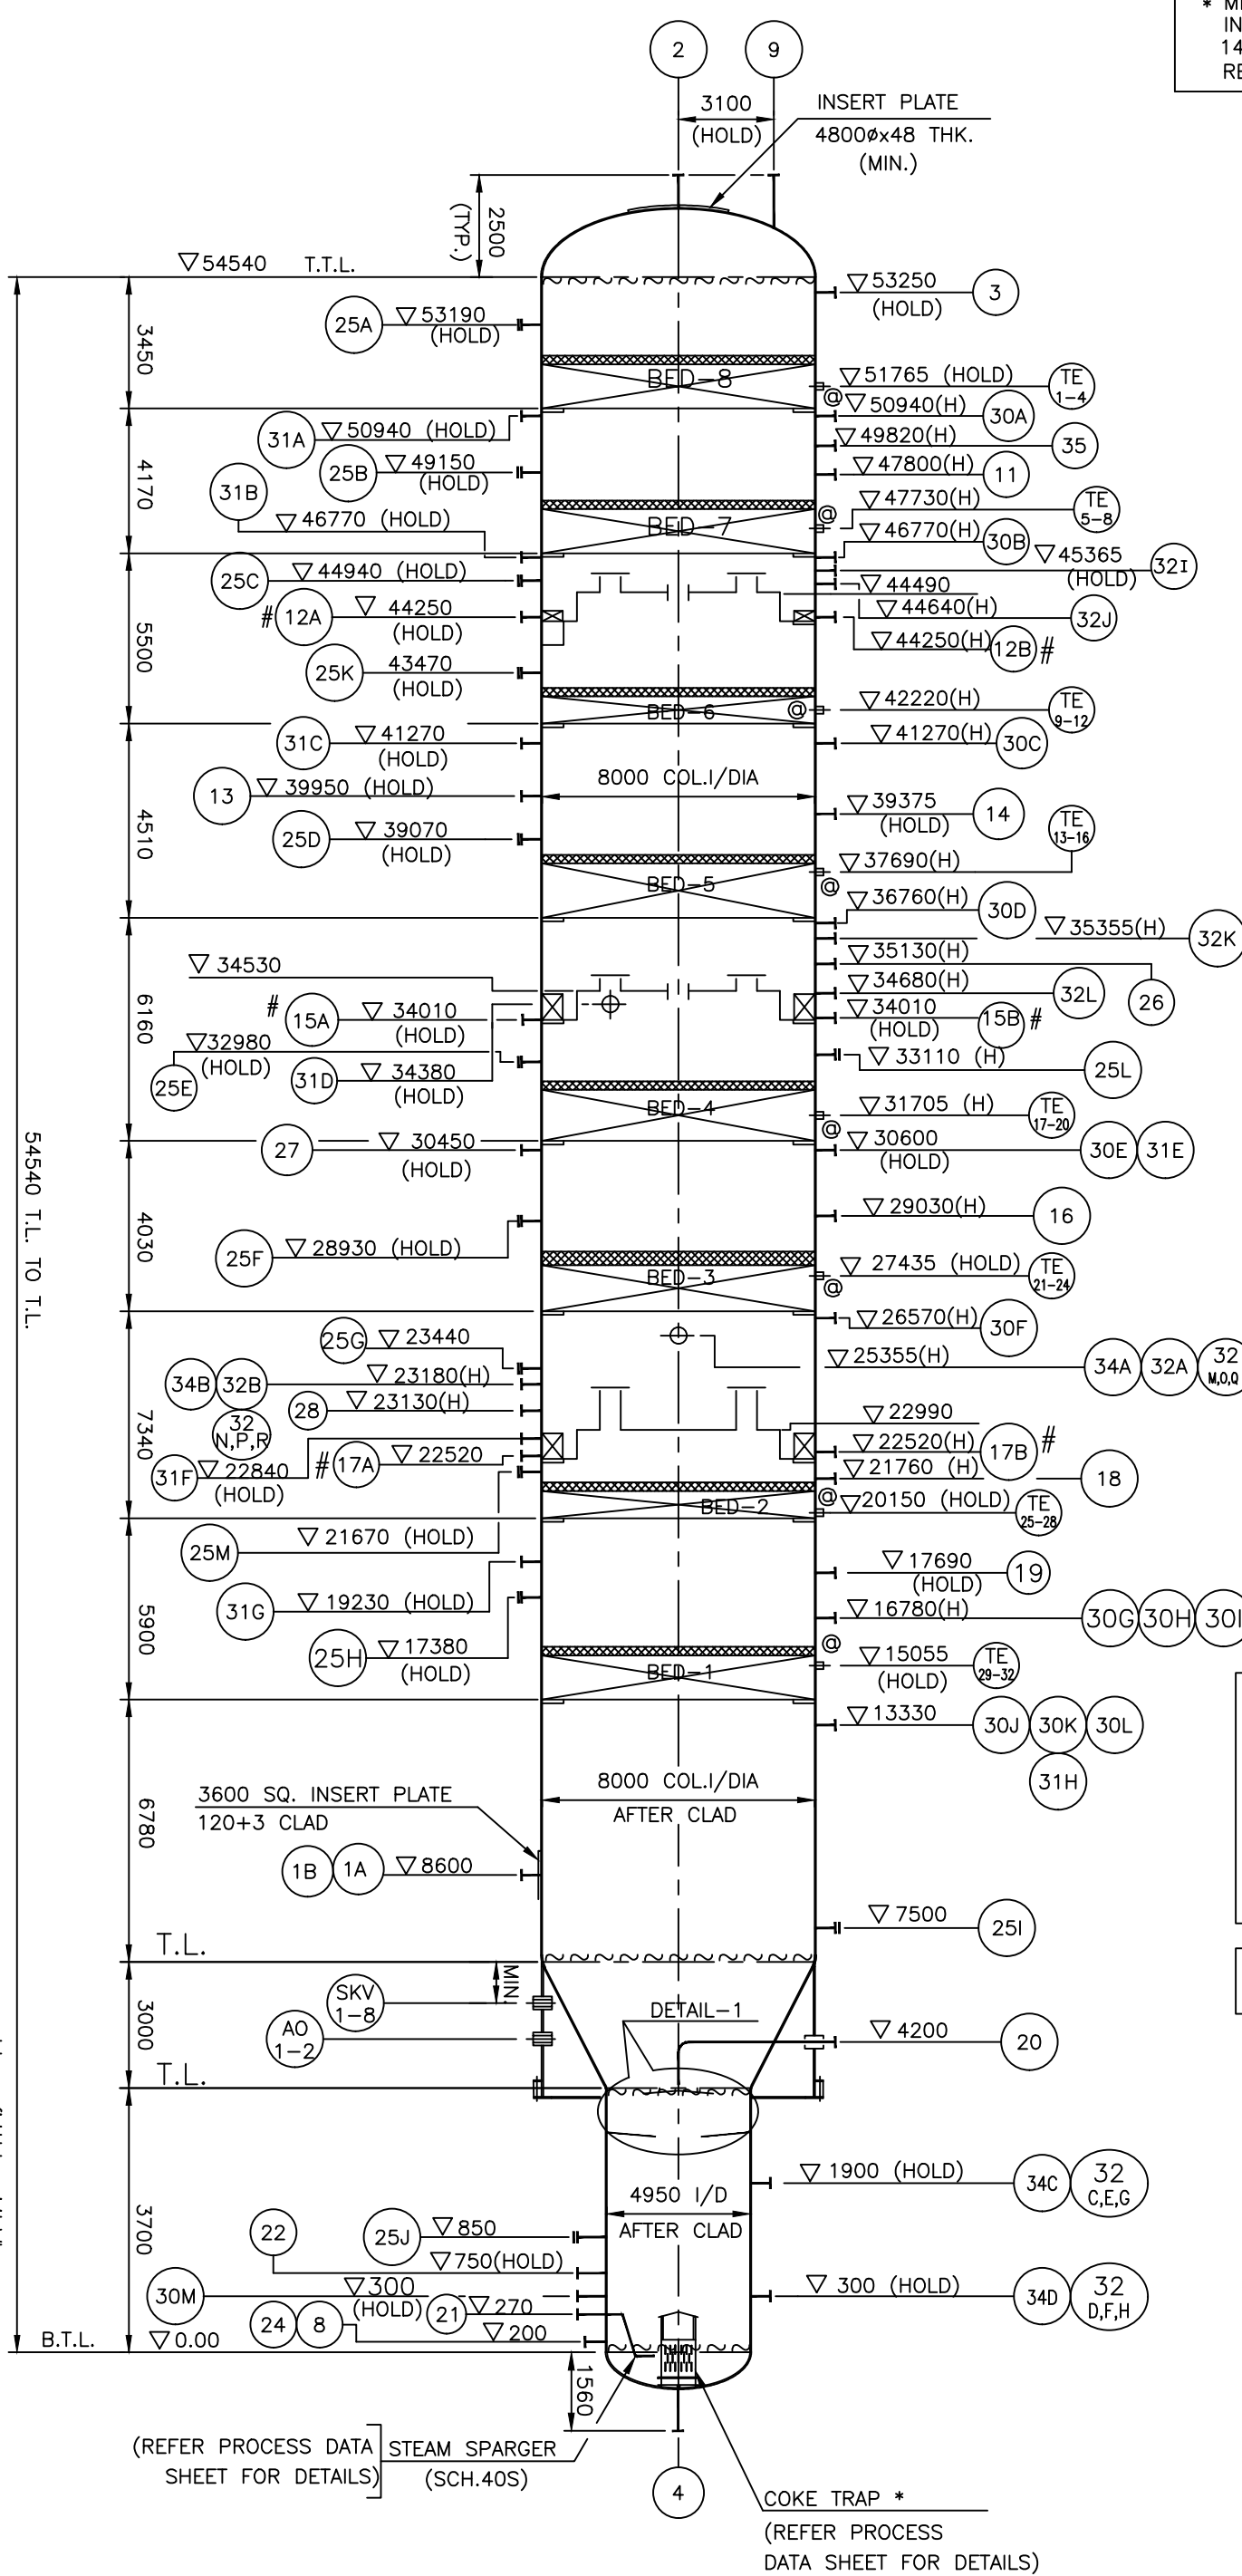 * M
IN
14
RE
2
9
3100
(HOLD)
INSERT PLATE
4800øx48 THK.
(MIN.)
2500
(TYP.)
▽54540 T.T.L.
▽53250
(HOLD)
3
25A
▽53190
(HOLD)
3450
BED-8
▽51765 (HOLD)
TE
1-4
@
▽50940(H)
30A
31A
▽50940 (HOLD)
▽49820(H)
35
25B
▽49150
(HOLD)
▽47800(H)
11
4170
31B
▽46770 (HOLD)
BED-7
@
▽47730(H)
TE
5-8
▽46770(H)
30B
▽45365
(HOLD)
32I
25C
▽44940 (HOLD)
▽44490
▽44640(H)
32J
#
12A
▽44250
(HOLD)
▽44250(H)
12B
#
5500
25K
43470
(HOLD)
BED-6
@
▽42220(H)
TE
9-12
31C
▽41270
(HOLD)
▽41270(H)
30C
8000 COL.I/DIA
13
▽39950 (HOLD)
▽39375
(HOLD)
14
4510
25D
▽39070
(HOLD)
TE
13-16
▽37690(H)
BED-5
@
▽36760(H)
30D
▽35355(H)
32K
▽35130(H)
26
▽34530
▽34680(H)
32L
#
15A
▽34010
(HOLD)
▽34010
(HOLD)
15B
#
6160
▽32980
(HOLD)
25E
31D
▽34380
(HOLD)
▽33110 (H)
25L
BED-4
▽31705 (H)
TE
17-20
@
27
▽30450
(HOLD)
▽30600
(HOLD)
30E
31E
54540 T.L. TO T.L.
4030
▽29030(H)
16
25F
▽28930 (HOLD)
BED-3
▽27435 (HOLD)
TE
21-24
@
▽26570(H)
30F
25G
▽23440
▽25355(H)
34A
32A
32
M,O,Q
34B
32B
▽23180(H)
32
N,P,R
28
▽23130(H)
▽22990
7340
31F
▽22840
(HOLD)
#
17A
▽22520
▽22520(H)
17B
#
▽21760 (H)
18
BED-2
@
▽20150 (HOLD)
TE
25-28
25M
▽21670 (HOLD)
▽17690
(HOLD)
19
31G
▽19230 (HOLD)
▽16780(H)
30G
30H
30I
5900
25H
▽17380
(HOLD)
@
BED-1
▽15055
(HOLD)
TE
29-32
▽13330
30J
30K
30L
31H
8000 COL.I/DIA
AFTER CLAD
3600 SQ. INSERT PLATE
120+3 CLAD
6780
1B
1A
▽8600
▽7500
25I
T.L.
MIN.
SKV
1-8
DETAIL-1
AO
1-2
▽4200
20
3000
T.L.
▽1900 (HOLD)
34C
32
C,E,G
4950 I/D
AFTER CLAD
3700
22
25J
▽850
▽750(HOLD)
30M
▽300
(HOLD)
▽300 (HOLD)
34D
32
D,F,H
21
▽270
24
8
▽200
B.T.L. ▽0.00
1560
(REFER PROCESS DATA
SHEET FOR DETAILS)
STEAM SPARGER
(SCH.40S)
4
COKE TRAP *
(REFER PROCESS
DATA SHEET FOR DETAILS)